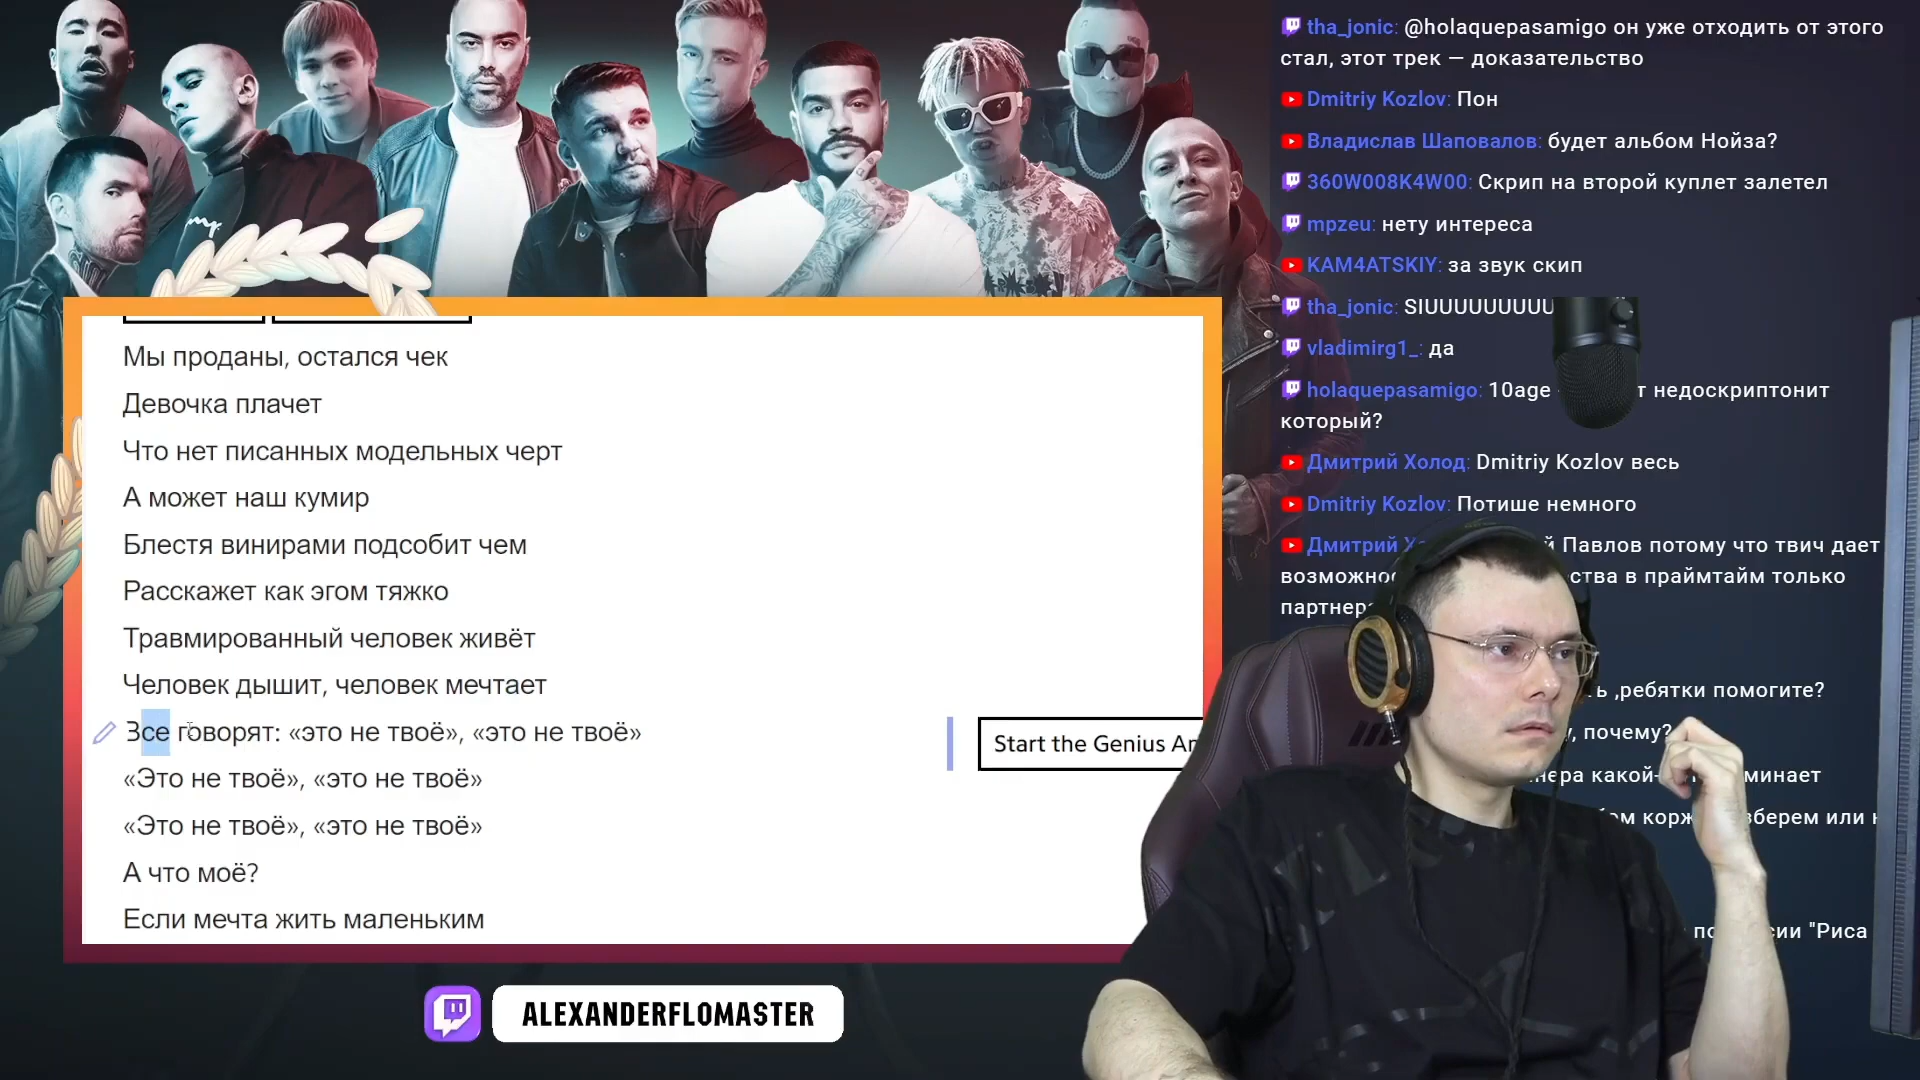 Мы проданы, остался чек
Девочка плачет
Что нет писанных модельных черт
А может наш кумир
Блестя винирами подсобит чем
Расскажет как эгом тяжко
Травмированный человек живёт
Человек дышит, человек мечтает
Все говорят: «это не твоё», «это не твоё»
«Это не твоё», «это не твоё»
«Это не твоё», «это не твоё»
А что моё?
Если мечта жить маленьким
Start the Genius
ALEXANDERFLOMASTER
tha_jonic: @holaquepasamigo он уже отходить от этого
стал, этот трек — доказательство
Dmitriy Kozlov: Пон
Владислав Шаповалов: будет альбом Нойза?
360W008K4W00: Скрип на второй куплет залетел
mpzeu: нету интереса
KAM4ATSKIY: за звук скип
tha_jonic: SIUUUUUUUUU
vladimirg1_: да
holaquepasamigo: 10age недоскриптонит
который?
Дмитрий Холод: Dmitriy Kozlov весь
Dmitriy Kozlov: Потише немного
Дмитрий Павлов потому что твич дает
в праймтайм только
,ребятки помогите?
почему?
"Риса